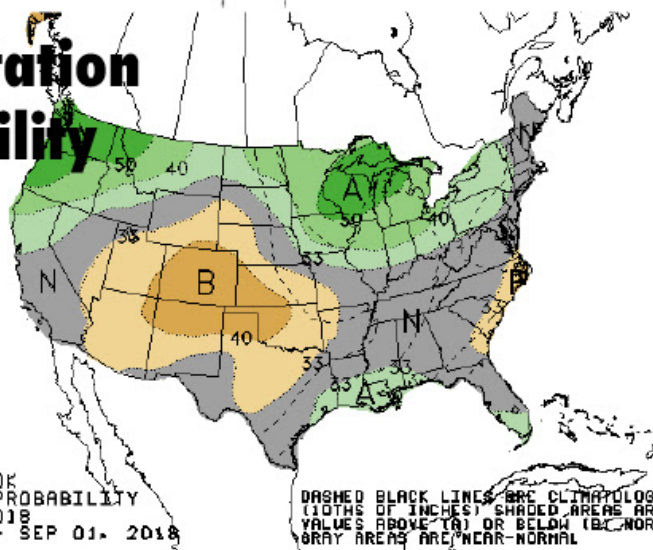 ration
ility
N
50
40
A
50
40
33
33
N
B
B
33
N
40
33
33
33
A
OK
PROBABILITY
018
SEP 01, 2018
DASHED BLACK LINES ARE CLIMATOLOG
(10THS OF INCHES) SHADED AREAS AR
VALUES ABOVE (A) OR BELOW (B) NOR
GRAY AREAS ARE NEAR-NORMAL